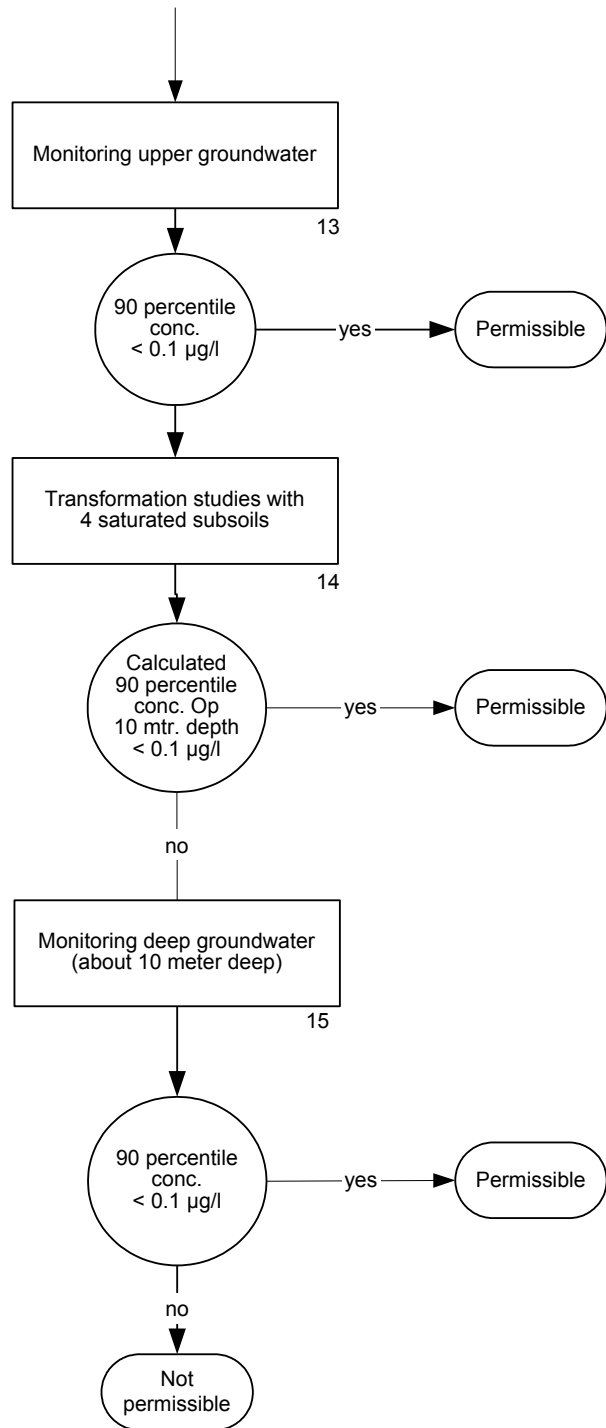 Monitoring upper groundwater
13
90 percentile
conc.
< 0.1 µg/l
yes
Permissible
Transformation studies with
4 saturated subsoils
14
Calculated
90 percentile
conc. Op
10 mtr. depth
< 0.1 µg/l
yes
Permissible
no
Monitoring deep groundwater
(about 10 meter deep)
15
90 percentile
conc.
< 0.1 µg/l
yes
Permissible
no
Not
permissible